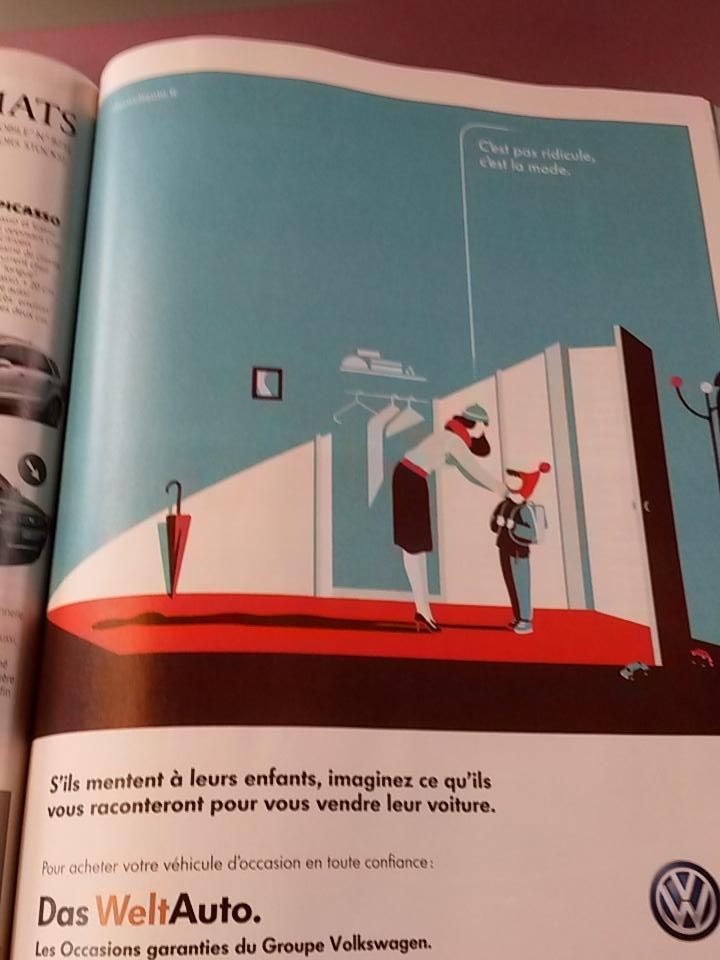 PICASSO
C'est pas ridicule,
c'est la mode.
S'ils mentent à leurs enfants, imaginez ce qu'ils
vous raconteront pour vous vendre leur voiture.
Pour acheter votre véhicule d'occasion en toute confiance :
Das WeltAuto.
Les Occasions garanties du Groupe Volkswagen.